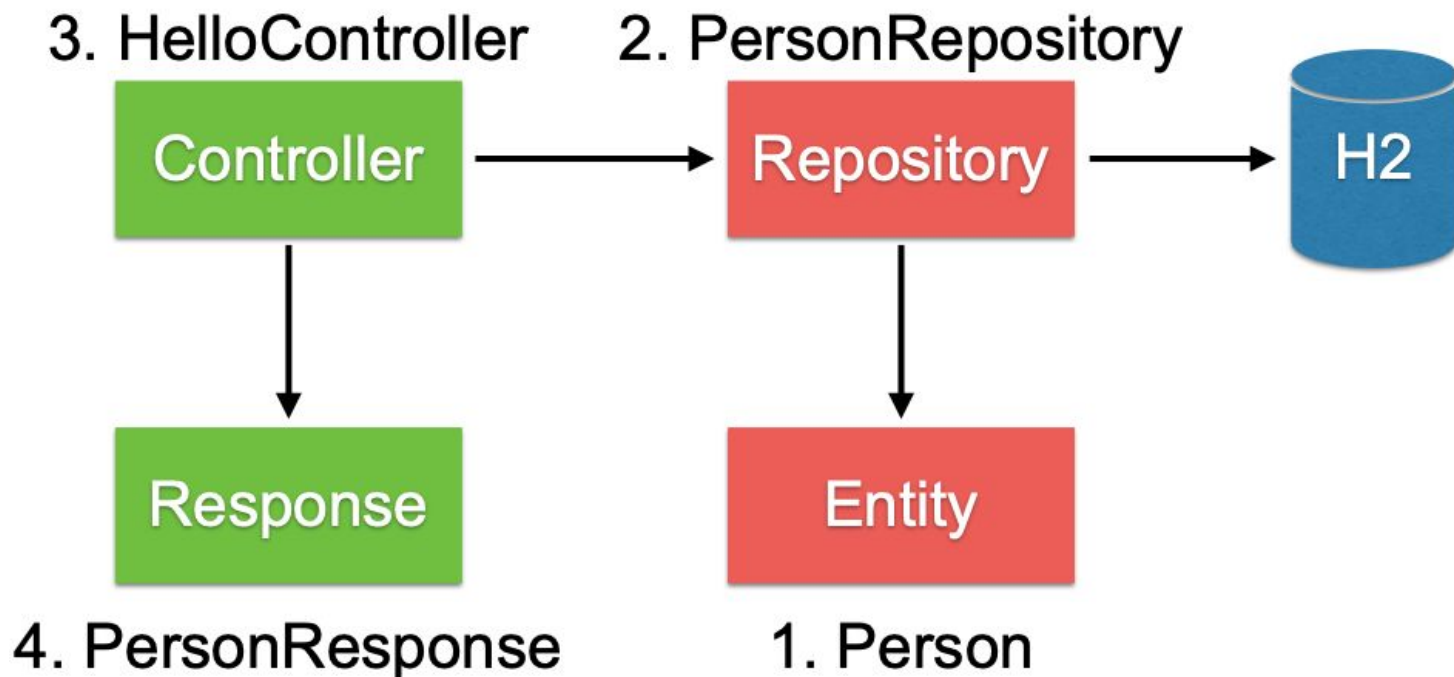 3. HelloController
2. PersonRepository
Controller
Repository
H2
Response
Entity
4. PersonResponse
1. Person